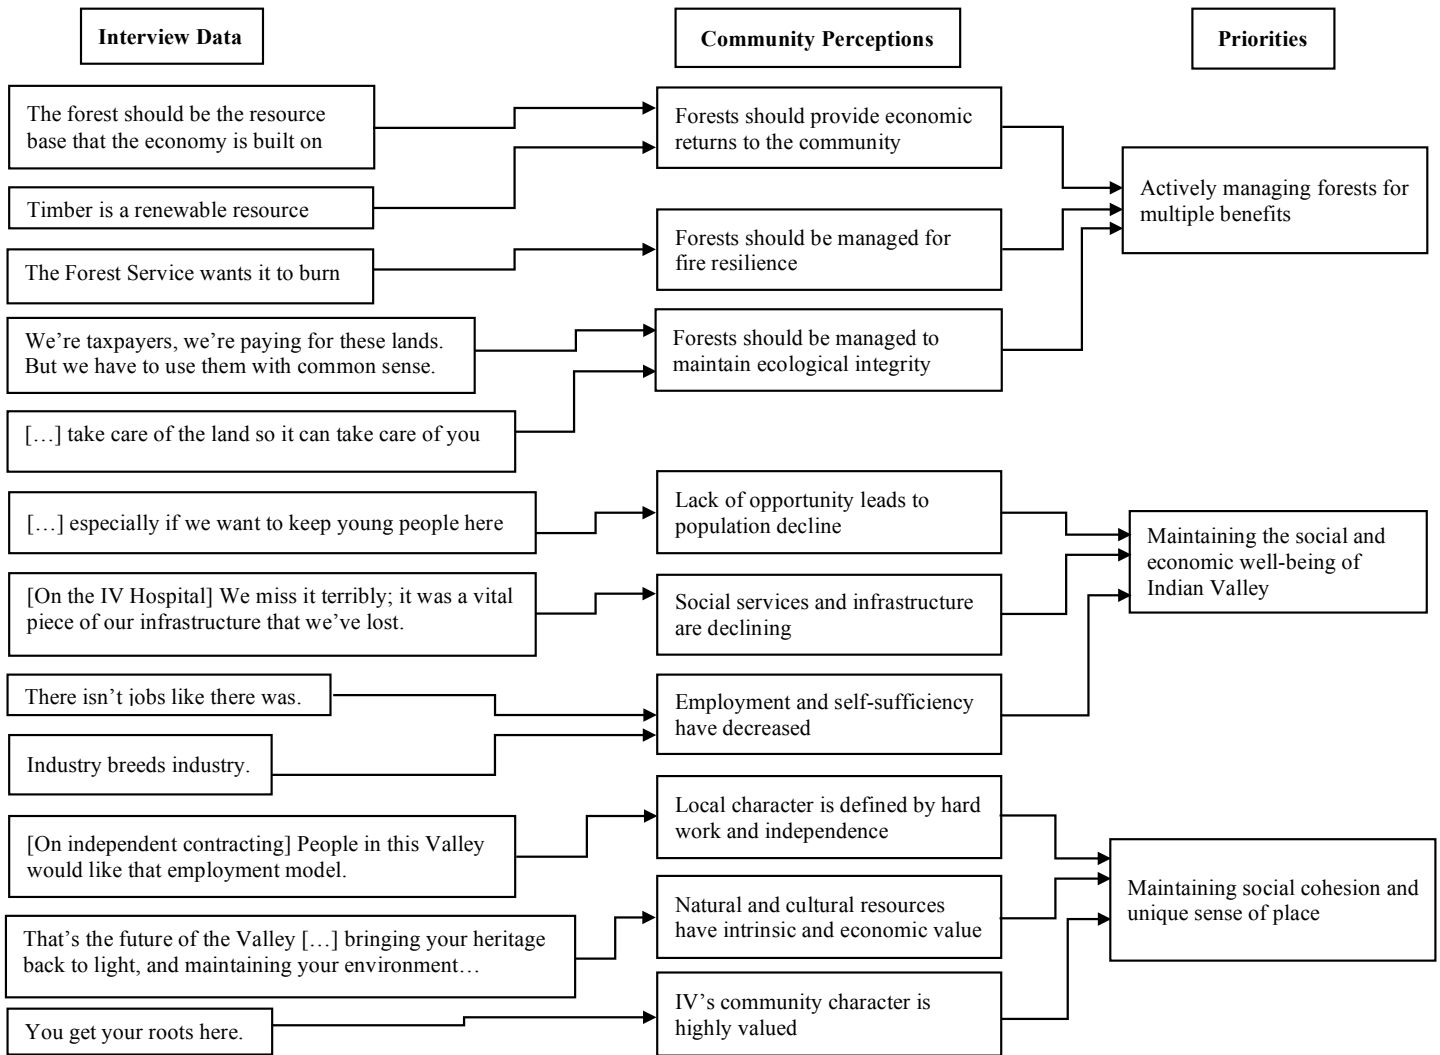 Interview Data
Community Perceptions
Priorities
The forest should be the resource
base that the economy is built on
Timber is a renewable resource
The Forest Service wants it to burn
We’re taxpayers, we’re paying for these lands.
But we have to use them with common sense.
[…] take care of the land so it can take care of you
[…] especially if we want to keep young people here
[On the IV Hospital] We miss it terribly; it was a vital
piece of our infrastructure that we’ve lost.
There isn’t jobs like there was.
Industry breeds industry.
[On independent contracting] People in this Valley
would like that employment model.
That’s the future of the Valley […] bringing your heritage
back to light, and maintaining your environment…
You get your roots here.
Forests should provide economic
returns to the community
Forests should be managed for
fire resilience
Forests should be managed to
maintain ecological integrity
Lack of opportunity leads to
population decline
Social services and infrastructure
are declining
Employment and self-sufficiency
have decreased
Local character is defined by hard
work and independence
Natural and cultural resources
have intrinsic and economic value
IV’s community character is
highly valued
Actively managing forests for
multiple benefits
Maintaining the social and
economic well-being of
Indian Valley
Maintaining social cohesion and
unique sense of place